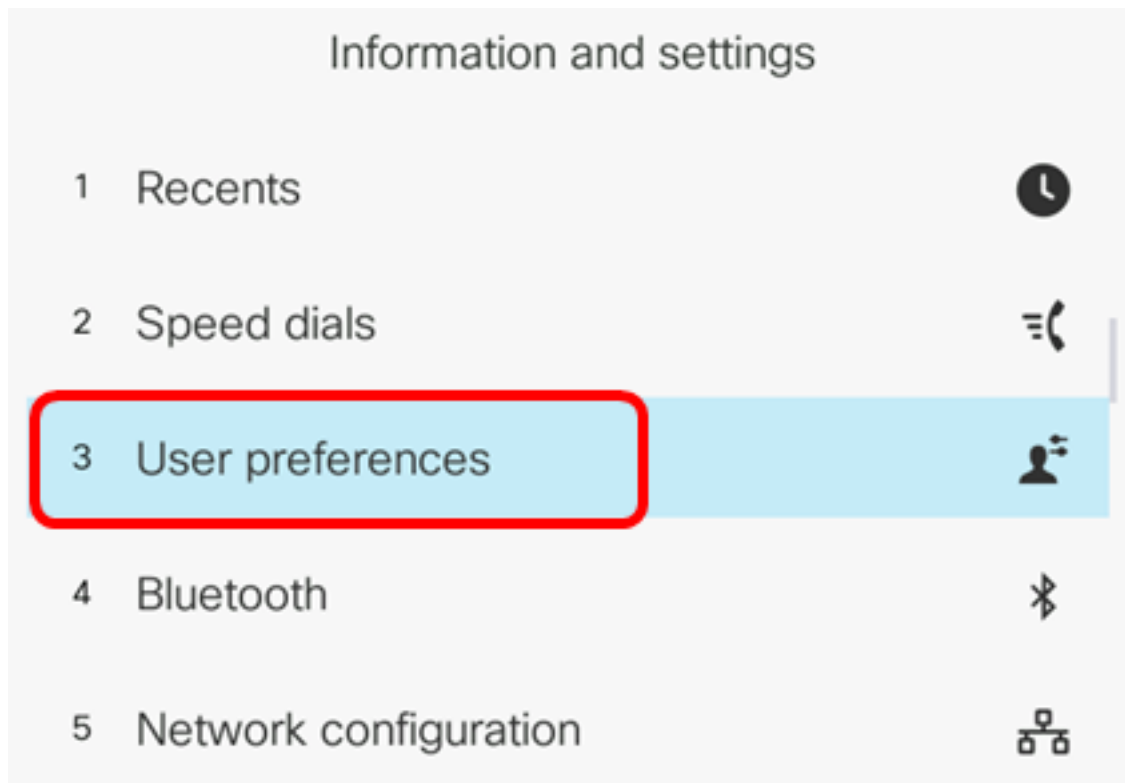 Information and settings
1 Recents
2 Speed dials
3 User preferences
4 Bluetooth
5 Network configuration